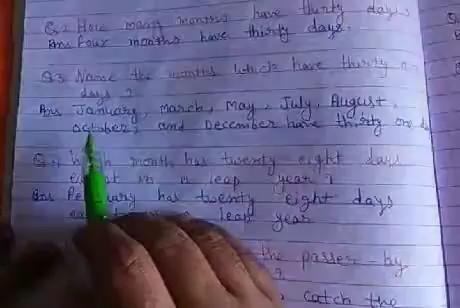 Q2 How many months have thirty days
Ans Four months have thirty days.
Q3 Name the months which have thirty
days ?
Ans January, March, May, July, August,
October, and December have thirty one
month has twenty eight days
in a leap year ?
Ans has twenty eight days
leap year
the passer-by
?
catch the